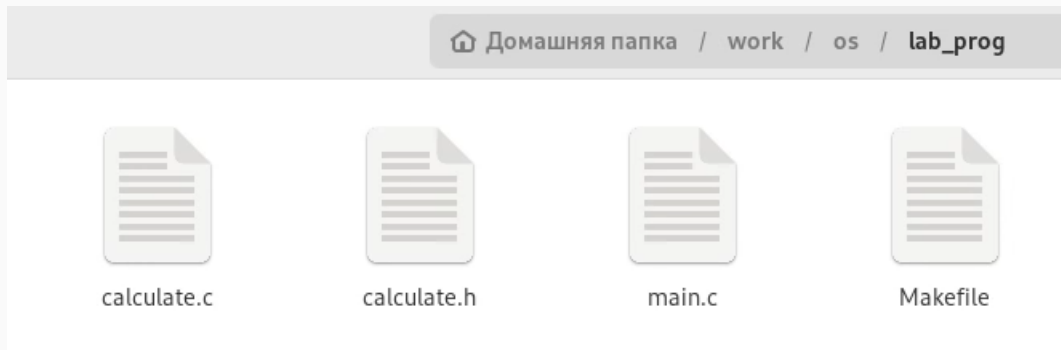 Домашняя папка / work / os / lab_prog
calculate.c calculate.h main.c Makefile